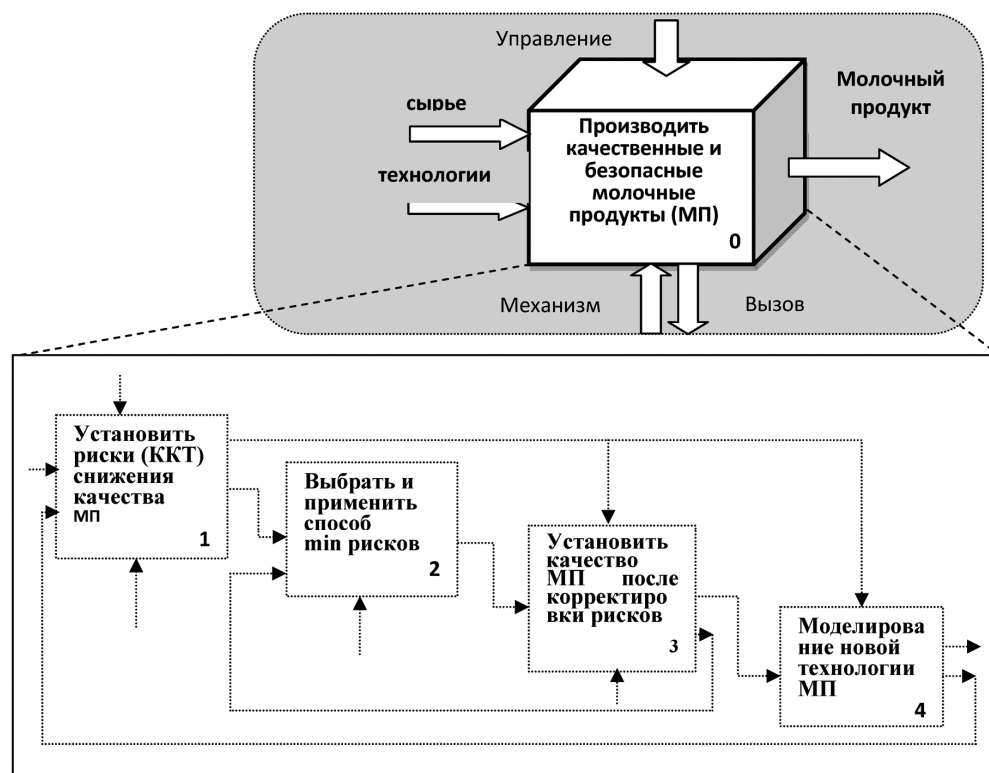 Управление
Молочный
продукт
сырье
технологии
Производить
качественные и
безопасные
молочные
продукты (МП)
0
Механизм
Вызов
Установить
риски (ККТ)
снижения
качества
МП
1
Выбрать и
применить
способ
min рисков
2
Установить
качество
МП после
корректиро
вки рисков
3
Моделирова
ние новой
технологии
МП
4